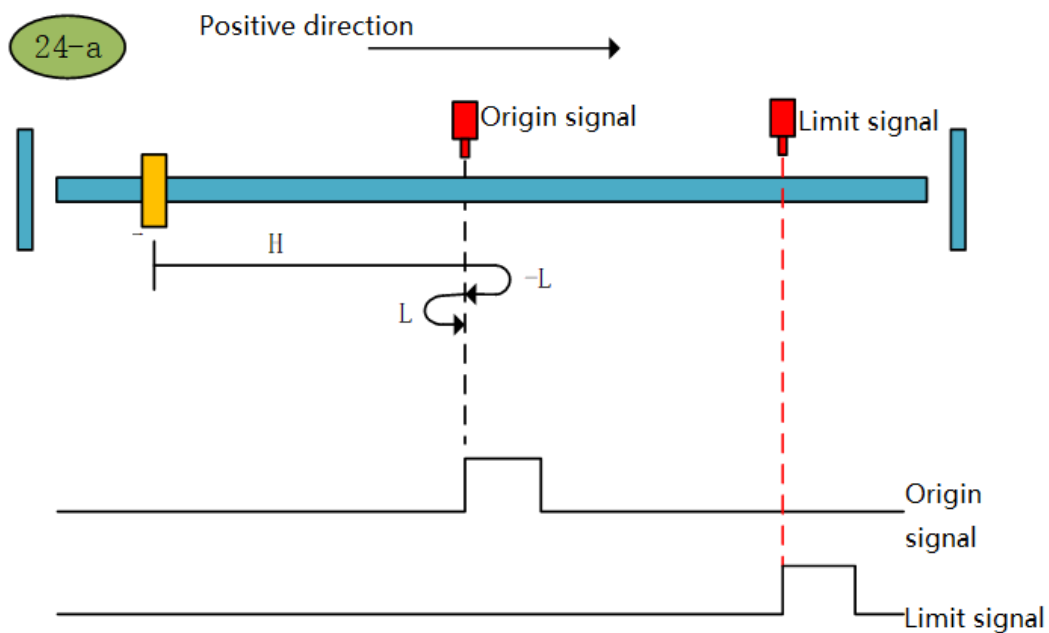 24-a
Positive direction
Origin signal
Limit signal
H
-L
L
Origin
signal
Limit signal